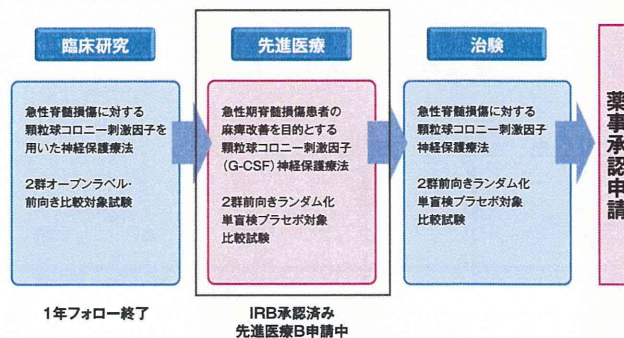 臨床研究
急性脊髄損傷に対する
顆粒球コロニー刺激因子を
用いた神経保護療法
2群オープンラベル・
前向き比較対象試験
1年フォロー終了
先進医療
急性期脊髄損傷患者の
麻痺改善を目的とする
顆粒球コロニー刺激因子
(G-CSF)神経保護療法
2群前向きランダム化
単盲検プラセボ対象
比較試験
IRB承認済み
先進医療B申請中
治験
急性脊髄損傷に対する
顆粒球コロニー刺激因子
神経保護療法
2群前向きランダム化
単盲検プラセボ対象
比較試験
薬事承認申請